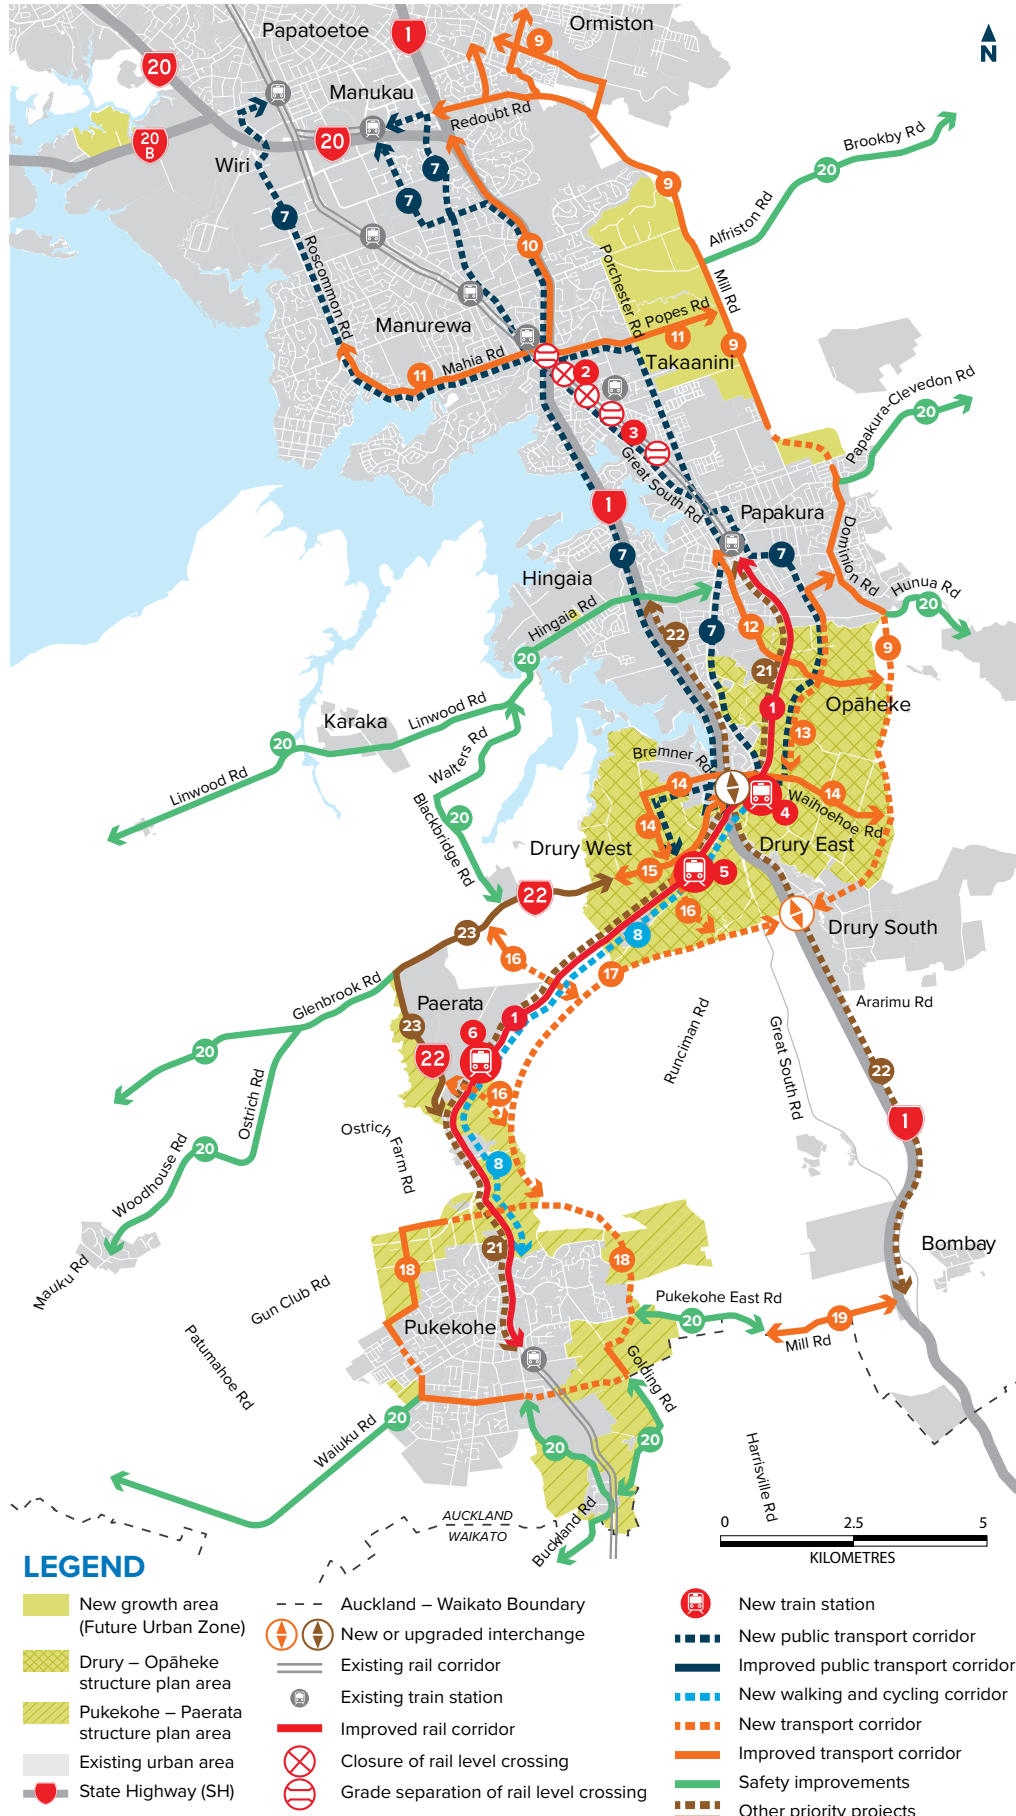 Papatoetoe
Ormiston
1
9
20
N
Manukau
Redoubt Rd
20
B
20
Wiri
Brookby Rd
20
7
7
9
7
Alfriston Rd
Roscommon Rd
10
Porchester Rd
Mill Rd
Manurewa
Popes Rd
11
9
Mahia Rd
11
Takaanini
2
Papakura-Clevedon Rd
20
3
Great South Rd
1
Papakura
Dominion Rd
7
7
Hingaia
Hunua Rd
20
Hingaia Rd
22
7
12
9
20
21
Opāheke
Karaka
Linwood Rd
1
20
Walters Rd
13
Bremner Rd
Linwood Rd
14
14
Waihoehoe Rd
4
20
Blackbridge Rd
14
Drury West
Drury East
15
5
22
16
Drury South
23
8
16
17
Glenbrook Rd
Paerata
Ararimu Rd
1
23
6
Runciman Rd
Great South Rd
20
22
22
16
Ostrich Rd
1
Ostrich Farm Rd
Woodhouse Rd
20
8
Bombay
21
18
18
Mauku Rd
Gun Club Rd
Pukekohe East Rd
20
19
Pukekohe
Mill Rd
Patumahoe Rd
Golding Rd
20
Waiuku Rd
20
20
Harrisville Rd
AUCKLAND
WAIKATO
Buckland Rd
0 2.5 5
KILOMETRES
LEGEND
New growth area
(Future Urban Zone)
Drury – Opāheke
structure plan area
Pukekohe – Paerata
structure plan area
Existing urban area
State Highway (SH)
Auckland – Waikato Boundary
New or upgraded interchange
Existing rail corridor
Existing train station
Improved rail corridor
Closure of rail level crossing
Grade separation of rail level crossing
New train station
New public transport corridor
Improved public transport corridor
New walking and cycling corridor
New transport corridor
Improved transport corridor
Safety improvements
Other priority projects